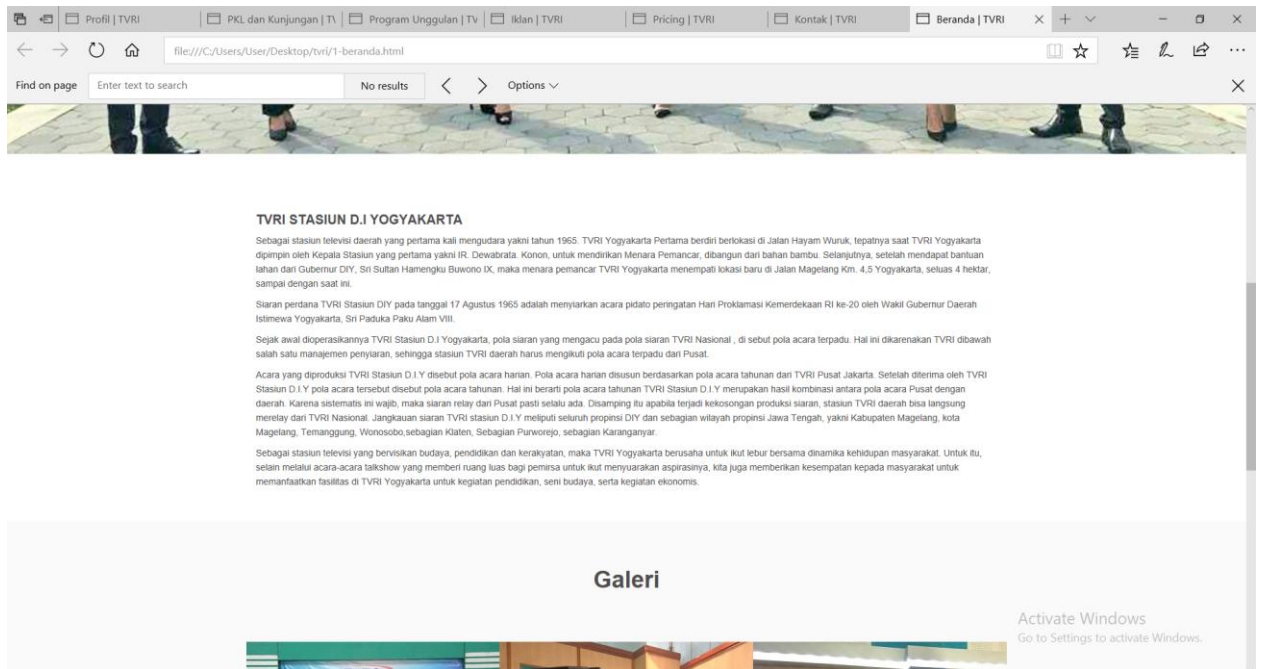 Profil | TVRI
PKL dan Kunjungan | T\
Program Unggulan | TV
Iklan | TVRI
Pricing | TVRI
Kontak | TVRI
Beranda | TVRI
file:///C:/Users/User/Desktop/tvri/1-beranda.html
Find on page
Enter text to search
No results
Options
TVRI STASIUN D.I YOGYAKARTA
Sebagai stasiun televisi daerah yang pertama kali mengudara yakni tahun 1965. TVRI Yogyakarta Pertama berdiri berlokasi di Jalan Hayam Wuruk, tepatnya saat TVRI Yogyakarta
dipimpin oleh Kepala Stasiun yang pertama yakni IR. Dewabrata. Konon, untuk mendirikan Menara Pemancar, dibangun dari bahan bambu. Selanjutnya, setelah mendapat bantuan
lahan dari Gubernur DIY, Sri Sultan Hamengku Buwono IX, maka menara pemancar TVRI Yogyakarta menempati lokasi baru di Jalan Magelang Km. 4,5 Yogyakarta, seluas 4 hektar,
sampai dengan saat ini.
Siaran perdana TVRI Stasiun DIY pada tanggal 17 Agustus 1965 adalah menyiarkan acara pidato peringatan Hari Proklamasi Kemerdekaan RI ke-20 oleh Wakil Gubernur Daerah
Istimewa Yogyakarta, Sri Paduka Paku Alam VIII.
Sejak awal dioperasikannya TVRI Stasiun D.I Yogyakarta, pola siaran yang mengacu pada pola siaran TVRI Nasional , di sebut pola acara terpadu. Hal ini dikarenakan TVRI dibawah
salah satu manajemen penyiaran, sehingga stasiun TVRI daerah harus mengikuti pola acara terpadu dari Pusat.
Acara yang diproduksi TVRI Stasiun D.I.Y disebut pola acara harian. Pola acara harian disusun berdasarkan pola acara tahunan dari TVRI Pusat Jakarta. Setelah diterima oleh TVRI
Stasiun D.I.Y pola acara tersebut disebut pola acara tahunan. Hal ini berarti pola acara tahunan TVRI Stasiun D.I.Y merupakan hasil kombinasi antara pola acara Pusat dengan
daerah. Karena sistematis ini wajib, maka siaran relay dari Pusat pasti selalu ada. Disamping itu apabila terjadi kekosongan produksi siaran, stasiun TVRI daerah bisa langsung
merelay dari TVRI Nasional. Jangkauan siaran TVRI stasiun D.I.Y meliputi seluruh propinsi DIY dan sebagian wilayah propinsi Jawa Tengah, yakni Kabupaten Magelang, kota
Magelang, Temanggung, Wonosobo,sebagian Klaten, Sebagian Purworejo, sebagian Karanganyar.
Sebagai stasiun televisi yang bervisikan budaya, pendidikan dan kerakyatan, maka TVRI Yogyakarta berusaha untuk ikut lebur bersama dinamika kehidupan masyarakat. Untuk itu,
selain melalui acara-acara talkshow yang memberi ruang luas bagi pemirsa untuk ikut menyuarakan aspirasinya, kita juga memberikan kesempatan kepada masyarakat untuk
memanfaatkan fasilitas di TVRI Yogyakarta untuk kegiatan pendidikan, seni budaya, serta kegiatan ekonomis.
Galeri
Activate Windows
Go to Settings to activate Windows.